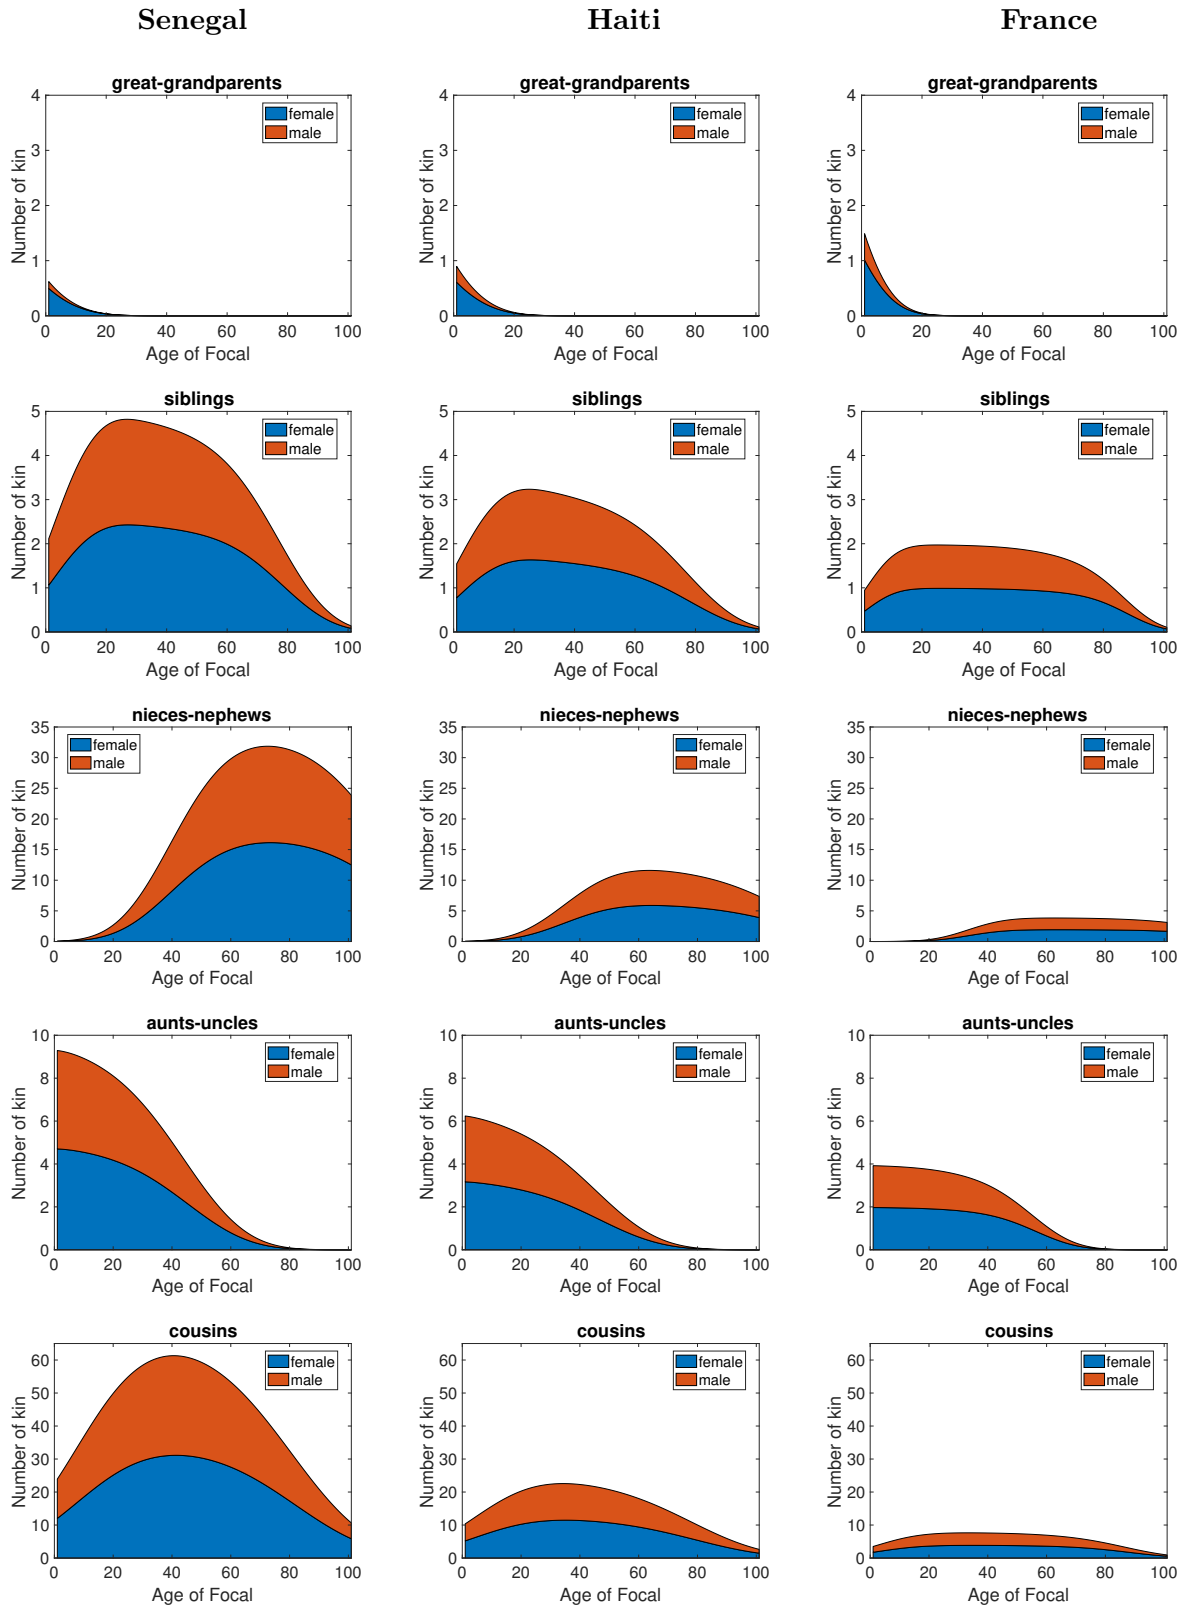 Senegal Haiti France
great-grandparents great-grandparents great-grandparents
4 4 4
female female female
male male male
3 3 3
2 2 2
1 1 1
0 0 0
Number of kin Number of kin Number of kin
0 20 40 60 80 100 0 20 40 60 80 100 0 20 40 60 80 100
Age of Focal Age of Focal Age of Focal
siblings siblings siblings
5 5 5
female female female
male male male
4 4 4
3 3 3
2 2 2
1 1 1
0 0 0
Number of kin Number of kin Number of kin
0 20 40 60 80 100 0 20 40 60 80 100 0 20 40 60 80 100
Age of Focal Age of Focal Age of Focal
nieces-nephews nieces-nephews nieces-nephews
35 35 35
female female female
male male male
30 30 30
25 25 25
20 20 20
15 15 15
10 10 10
5 5 5
0 0 0
Number of kin Number of kin Number of kin
0 20 40 60 80 100 0 20 40 60 80 100 0 20 40 60 80 100
Age of Focal Age of Focal Age of Focal
aunts-uncles aunts-uncles aunts-uncles
10 10 10
female female female
male male male
8 8 8
6 6 6
4 4 4
2 2 2
0 0 0
Number of kin Number of kin Number of kin
0 20 40 60 80 100 0 20 40 60 80 100 0 20 40 60 80 100
Age of Focal Age of Focal Age of Focal
cousins cousins cousins
60 60 60
female female female
male male male
50 50 50
40 40 40
30 30 30
20 20 20
10 10 10
0 0 0
Number of kin Number of kin Number of kin
0 20 40 60 80 100 0 20 40 60 80 100 0 20 40 60 80 100
Age of Focal Age of Focal Age of Focal